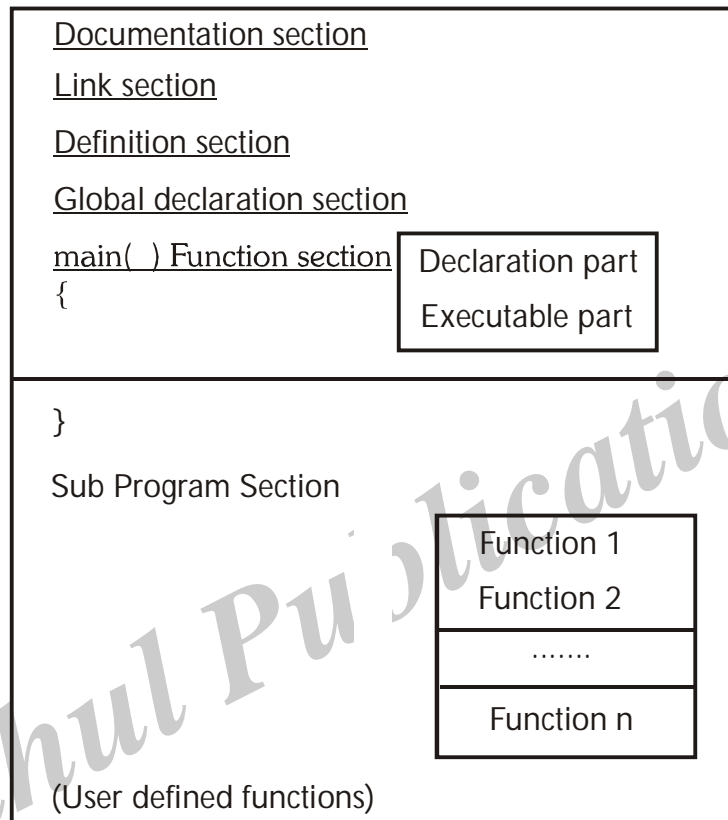 Documentation section
Link section
Definition section
Global declaration section
main( ) Function section
Declaration part
{
Executable part
}
Sub Program Section
Function 1
Function 2
.......
Function n
(User defined functions)